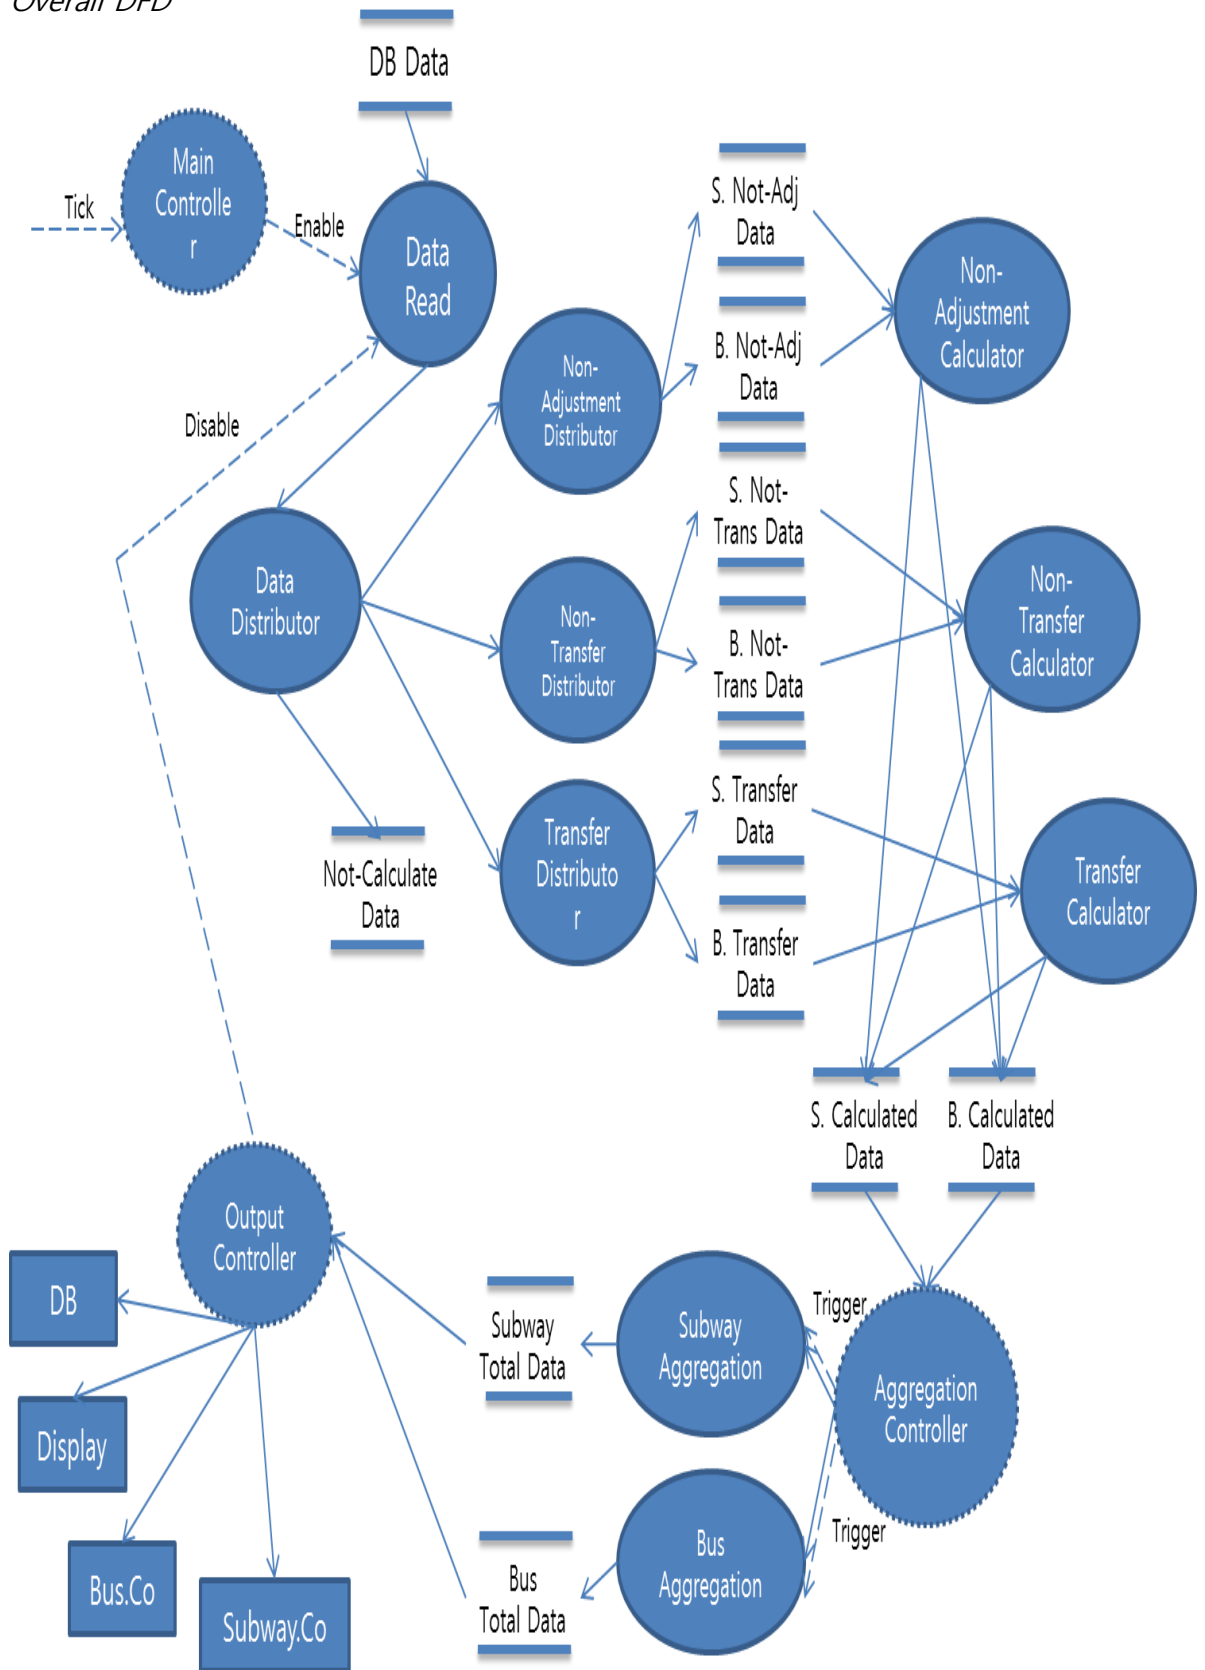 Overall DFD
DB Data
Main
Controlle
r
Tick
Enable
Data
Read
S. Not-Adj
Data
Non-
Adjustment
Calculator
B. Not-Adj
Data
Non-
Adjustment
Distributor
Disable
S. Not-
Trans Data
Data
Distributor
Non-
Transfer
Distributor
Non-
Transfer
Calculator
B. Not-
Trans Data
S. Transfer
Data
Transfer
Distributo
r
Not-Calculate
Data
Transfer
Calculator
B. Transfer
Data
S. Calculated
Data
B. Calculated
Data
Output
Controller
DB
Subway
Total Data
Subway
Aggregation
Trigger
Aggregation
Controller
Display
Trigger
Bus
Aggregation
Bus
Total Data
Bus.Co
Subway.Co